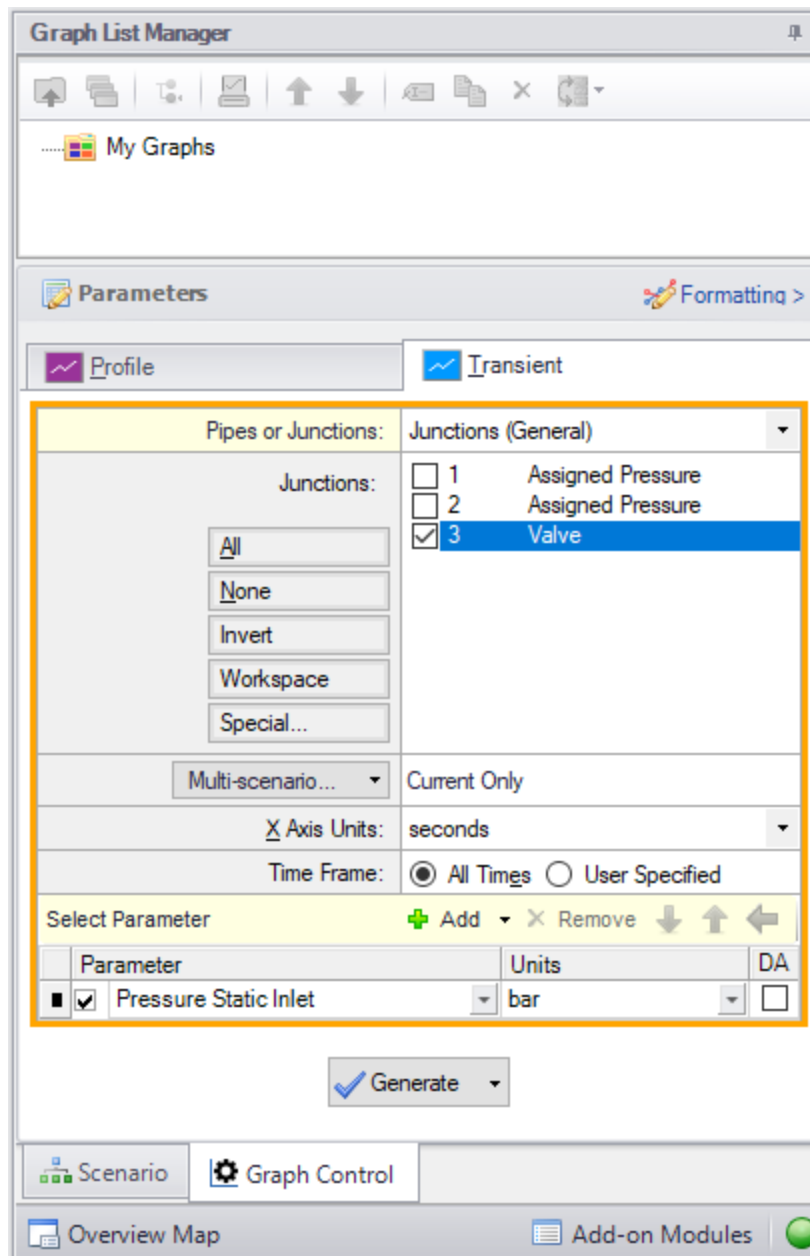 Graph List Manager
My Graphs
Parameters Formatting >
Profile Transient
Pipes or Junctions: Junctions (General)
Junctions: 1 Assigned Pressure
2 Assigned Pressure
3 Valve
All
None
Invert
Workspace
Special...
Multi-scenario... Current Only
X Axis Units: seconds
Time Frame: All Times User Specified
Select Parameter Add Remove
Parameter Units DA
Pressure Static Inlet bar
Generate
Scenario Graph Control
Overview Map Add-on Modules